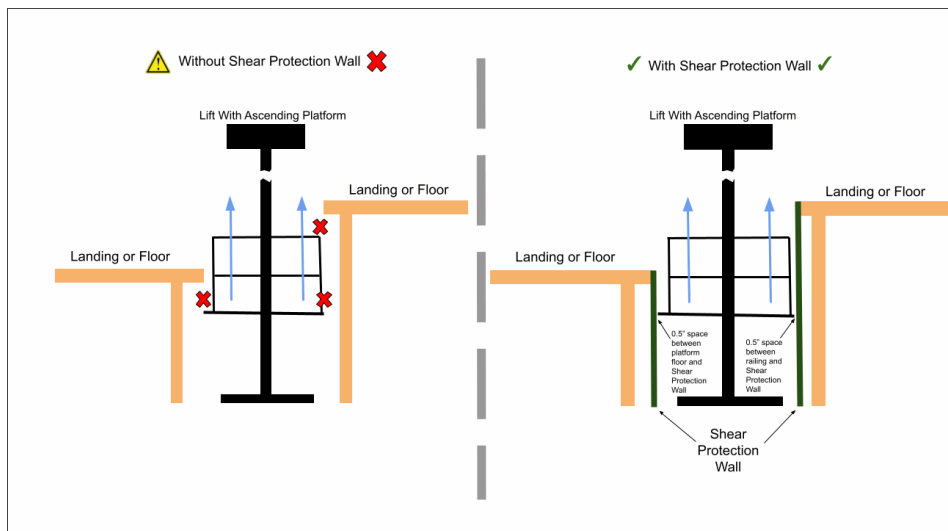 Without Shear Protection Wall
Lift With Ascending Platform
Landing or Floor
Landing or Floor
With Shear Protection Wall
Lift With Ascending Platform
Landing or Floor
Landing or Floor
0.5" space
between
platform
floor and
Shear
Protection
Wall
0.5" space
between
railing and
Shear
Protection
Wall
Shear
Protection
Wall